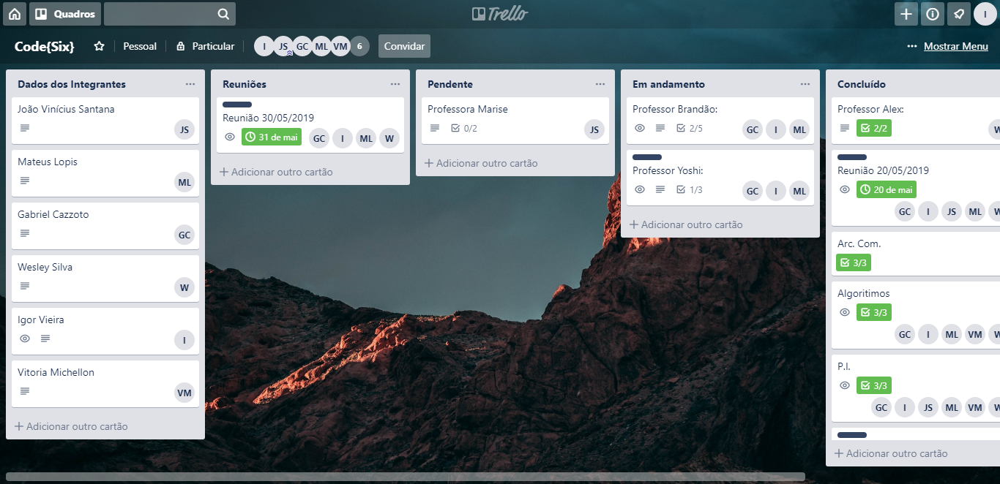 Quadros
Trello
I
Code{Six}
Pessoal
Particular
I JS GC ML VM 6
Convidar
Mostrar Menu
Dados dos Integrantes
João Vinícius Santana
JS
Mateus Lopis
ML
Gabriel Cazzoto
GC
Wesley Silva
W
Igor Vieira
I
Vitoria Michellon
VM
Adicionar outro cartão
Reuniões
Reunião 30/05/2019
31 de mai
GC I ML W
Adicionar outro cartão
Pendente
Professora Marise
0/2
JS
Adicionar outro cartão
Em andamento
Professor Brandão:
2/5
GC I ML
Professor Yoshi:
1/3
GC I ML
Adicionar outro cartão
Concluído
Professor Alex:
2/2
W
Reunião 20/05/2019
20 de mai
GC I JS ML W
Arc. Com.
3/3
Algoritimos
3/3
GC I ML VM W
P.I.
3/3
GC I JS ML VM W
Adicionar outro cartão